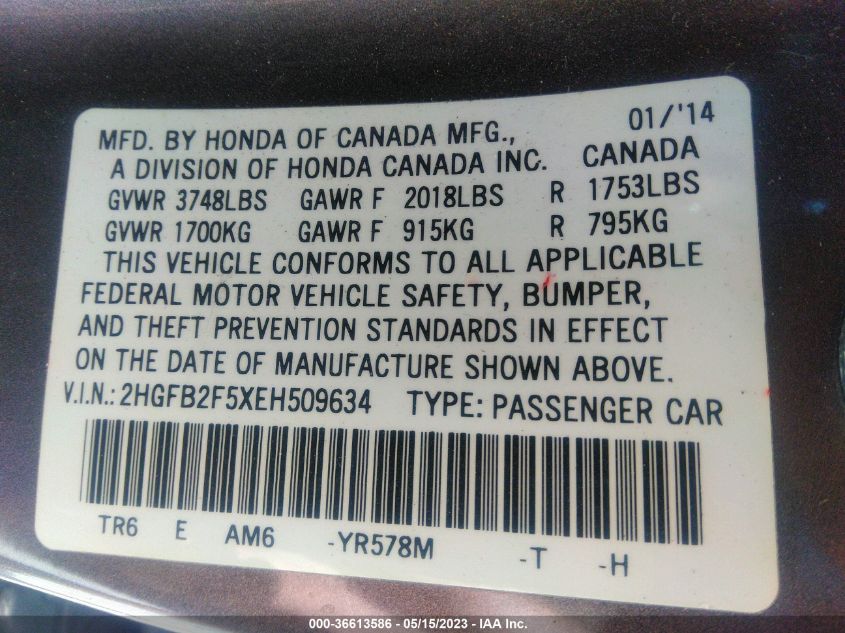 01/'14
MFD. BY HONDA OF CANADA MFG.,
A DIVISION OF HONDA CANADA INC. CANADA
GVWR 3748LBS GAWR F 2018LBS R 1753LBS
GVWR 1700KG GAWR F 915KG R 795KG
THIS VEHICLE CONFORMS TO ALL APPLICABLE
FEDERAL MOTOR VEHICLE SAFETY, BUMPER,
AND THEFT PREVENTION STANDARDS IN EFFECT
ON THE DATE OF MANUFACTURE SHOWN ABOVE.
V.I.N.: 2HGFB2F5XEH509634 TYPE: PASSENGER CAR
TR6 E AM6 -YR578M -T -H
000-36613586 - 05/15/2023 - IAA Inc.